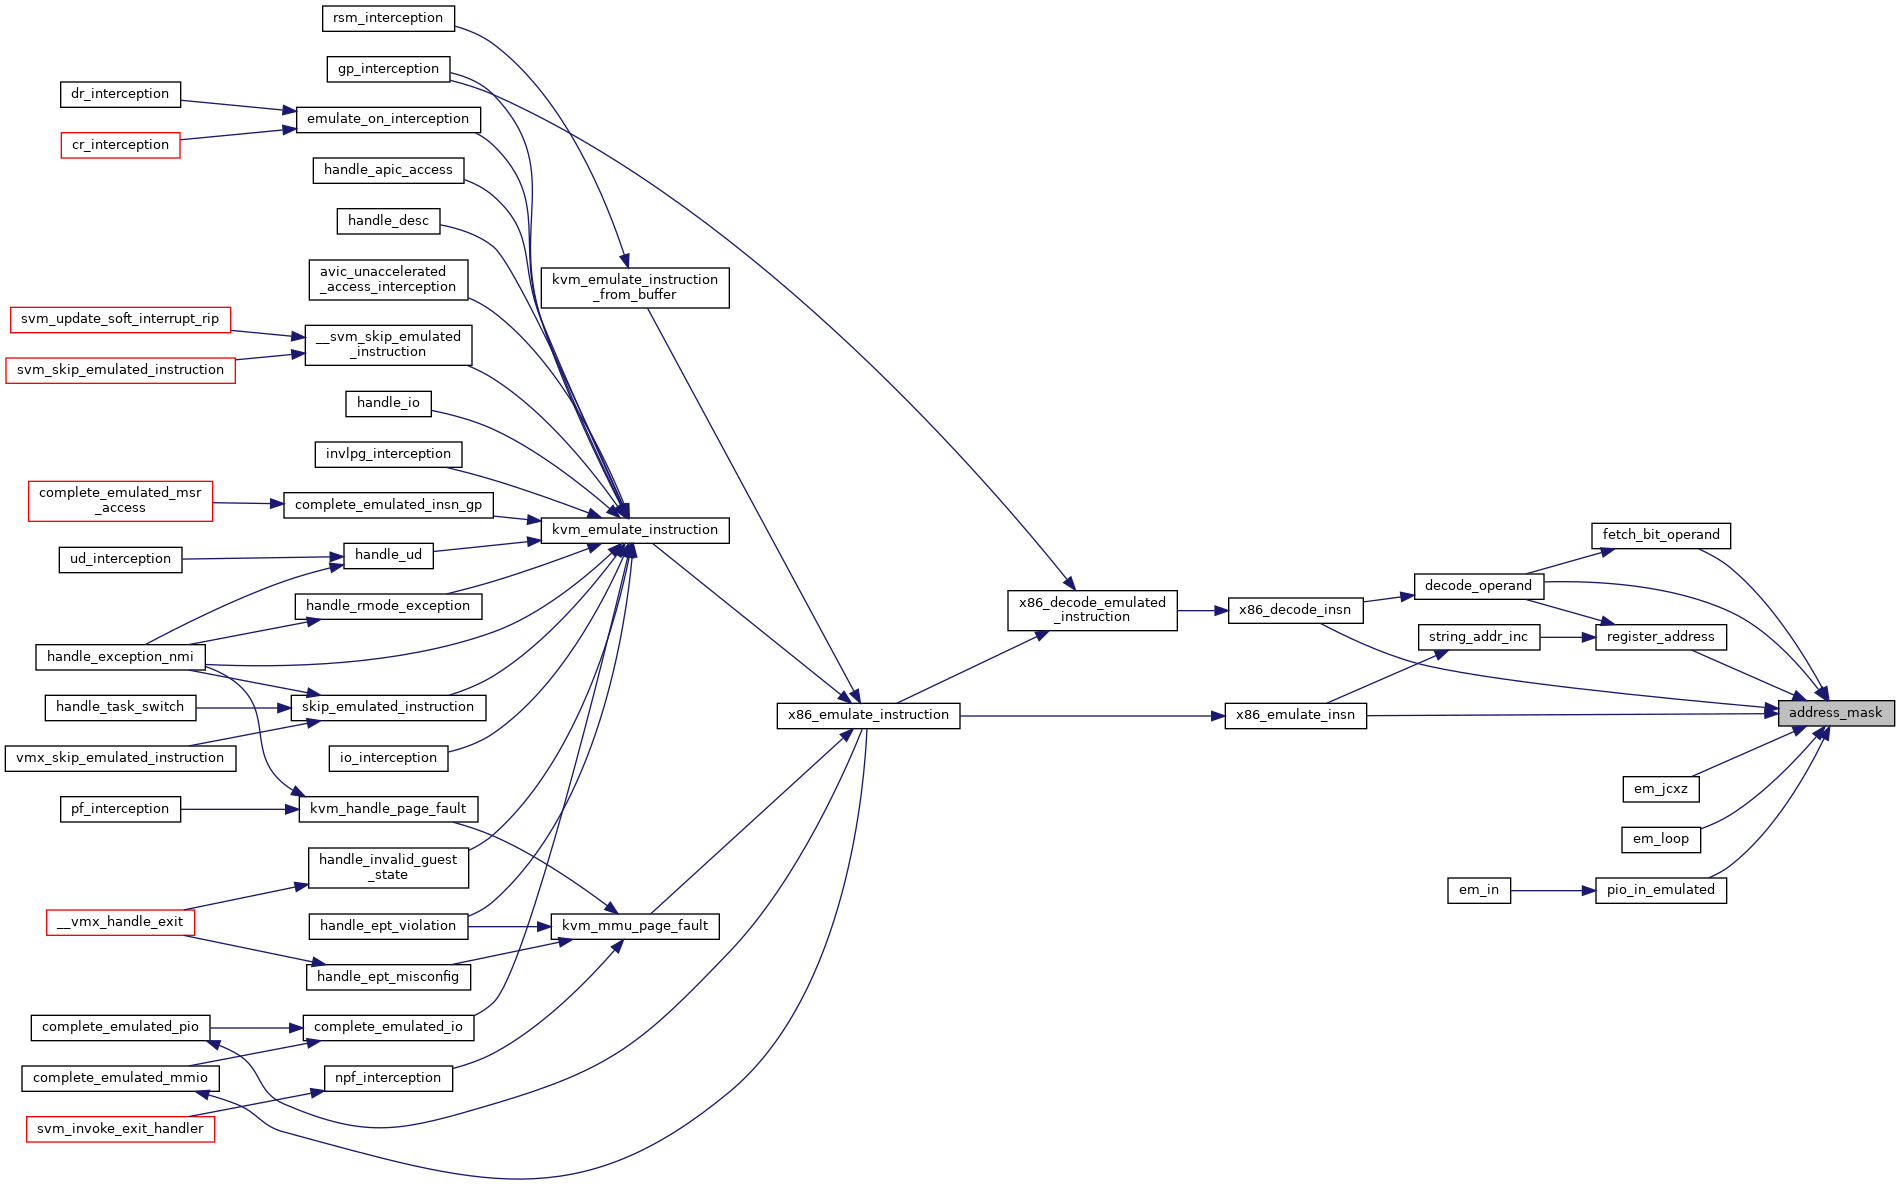 rsm_interception
gp_interception
dr_interception
emulate_on_interception
cr_interception
handle_apic_access
handle_desc
avic_unaccelerated
_access_interception
kvm_emulate_instruction
_from_buffer
svm_update_soft_interrupt_rip
__svm_skip_emulated
_instruction
svm_skip_emulated_instruction
handle_io
invlpg_interception
complete_emulated_msr
_access
complete_emulated_insn_gp
kvm_emulate_instruction
fetch_bit_operand
ud_interception
handle_ud
decode_operand
handle_rmode_exception
x86_decode_emulated
_instruction
x86_decode_insn
string_addr_inc
register_address
handle_exception_nmi
handle_task_switch
skip_emulated_instruction
x86_emulate_instruction
x86_emulate_insn
address_mask
vmx_skip_emulated_instruction
io_interception
em_jcxz
pf_interception
kvm_handle_page_fault
em_loop
handle_invalid_guest
_state
em_in
pio_in_emulated
__vmx_handle_exit
handle_ept_violation
kvm_mmu_page_fault
handle_ept_misconfig
complete_emulated_pio
complete_emulated_io
complete_emulated_mmio
npf_interception
svm_invoke_exit_handler